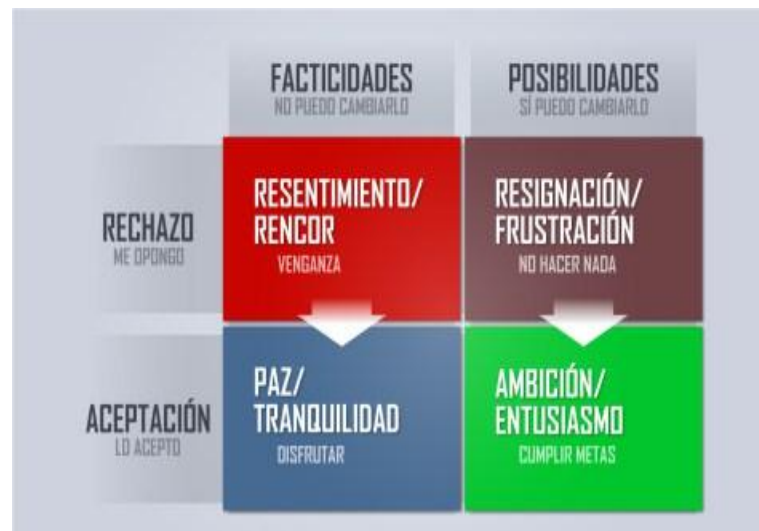 FACTICIDADES
NO PUEDO CAMBIARLO
POSIBILIDADES
SÍ PUEDO CAMBIARLO
RECHAZO
ME OPONGO
RESENTIMIENTO/
RENCOR
VENGANZA
RESIGNACIÓN/
FRUSTRACIÓN
NO HACER NADA
ACEPTACIÓN
LO ACEPTO
PAZ/
TRANQUILIDAD
DISFRUTAR
AMBICIÓN/
ENTUSIASMO
CUMPLIR METAS